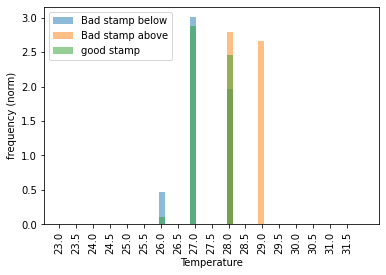 Bad stamp below
Bad stamp above
good stamp
frequency (norm)
3.0
2.5
2.0
1.5
1.0
0.5
0.0
23.0 23.5 24.0 24.5 25.0 25.5 26.0 26.5 27.0 27.5 28.0 28.5 29.0 29.5 30.0 30.5 31.0 31.5
Temperature